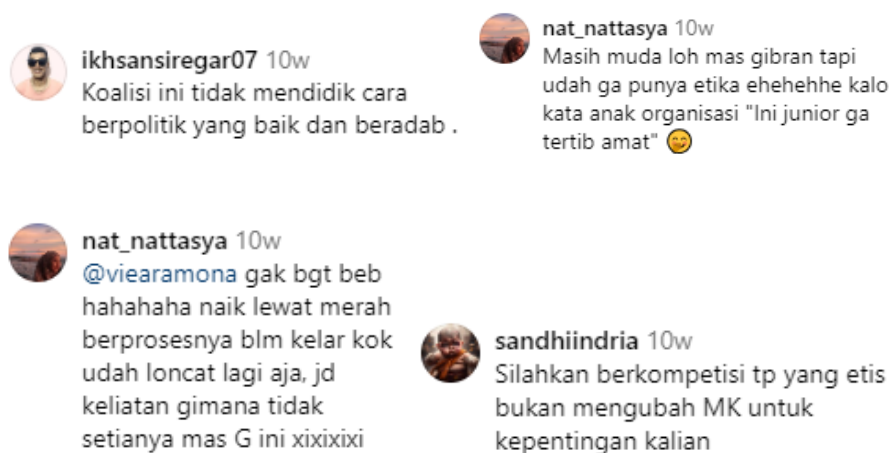 ikhsansiregar07 10w
Koalisi ini tidak mendidik cara
berpolitik yang baik dan beradab .
nat_nattasya 10w
Masih muda loh mas gibran tapi
udah ga punya etika ehehehhe kalo
kata anak organisasi "Ini junior ga
tertib amat" 🤭
nat_nattasya 10w
@viearamona gak bgt beb
hahahaha naik lewat merah
berprosesnya blm kelar kok
udah loncat lagi aja, jd
keliatan gimana tidak
setianya mas G ini xixixixi
sandhiindria 10w
Silahkan berkompetisi tp yang etis
bukan mengubah MK untuk
kepentingan kalian